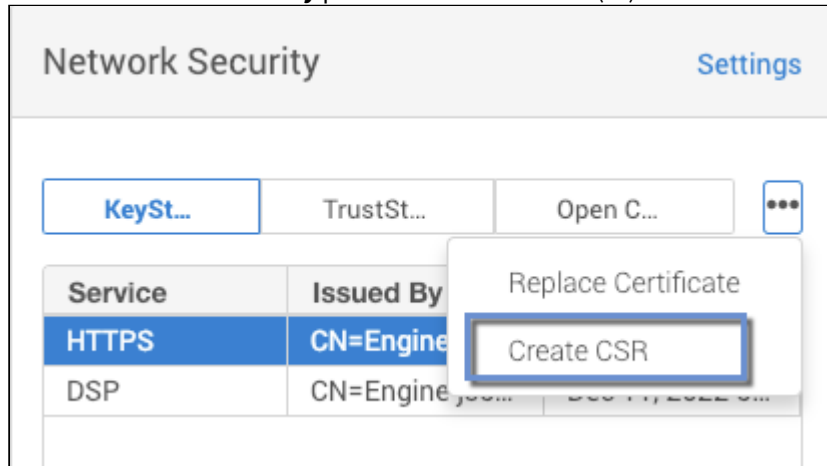 Network Security Settings
KeySt... TrustSt... Open C... •••
Service Issued By Replace Certificate
HTTPS CN=Engine Create CSR
DSP CN=Engine